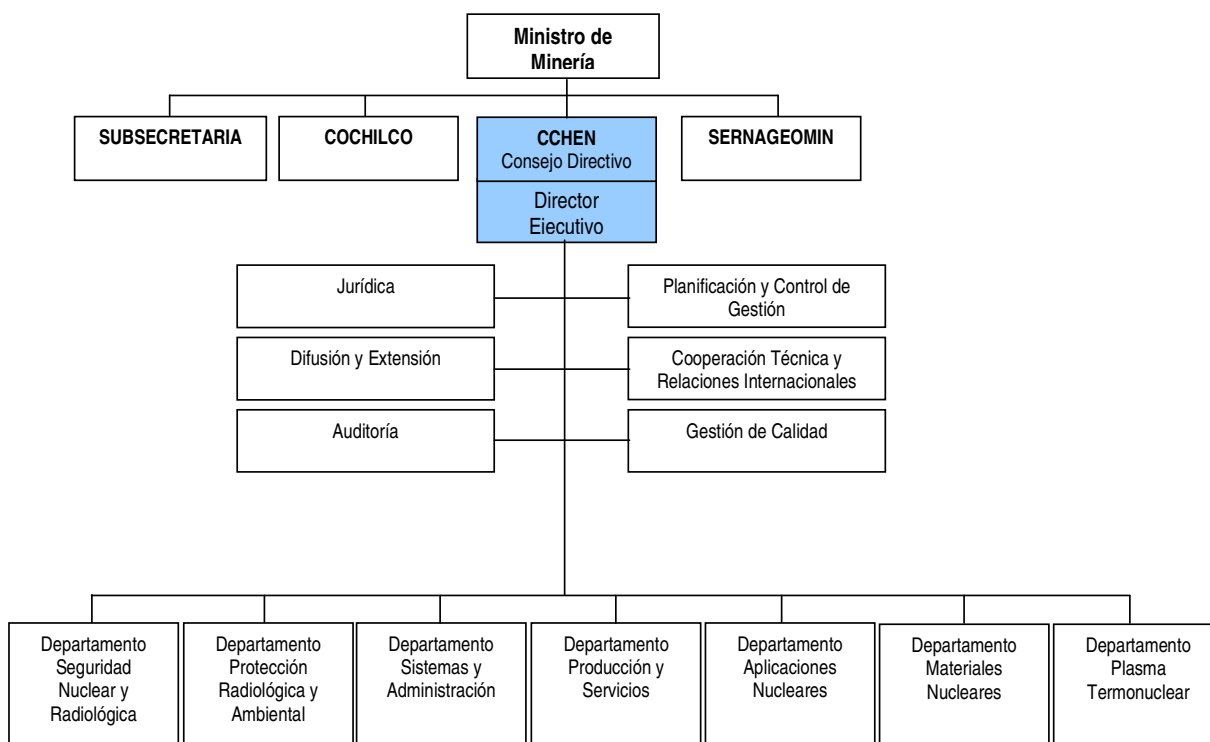 Ministro de
Minería
SUBSECRETARIA
COCHILCO
CCHEN
Consejo Directivo
SERNAGEOMIN
Director
Ejecutivo
Jurídica
Planificación y Control de
Gestión
Difusión y Extensión
Cooperación Técnica y
Relaciones Internacionales
Auditoría
Gestión de Calidad
Departamento
Seguridad
Nuclear y
Radiológica
Departamento
Protección
Radiológica y
Ambiental
Departamento
Sistemas y
Administración
Departamento
Producción y
Servicios
Departamento
Aplicaciones
Nucleares
Departamento
Materiales
Nucleares
Departamento
Plasma
Termonuclear